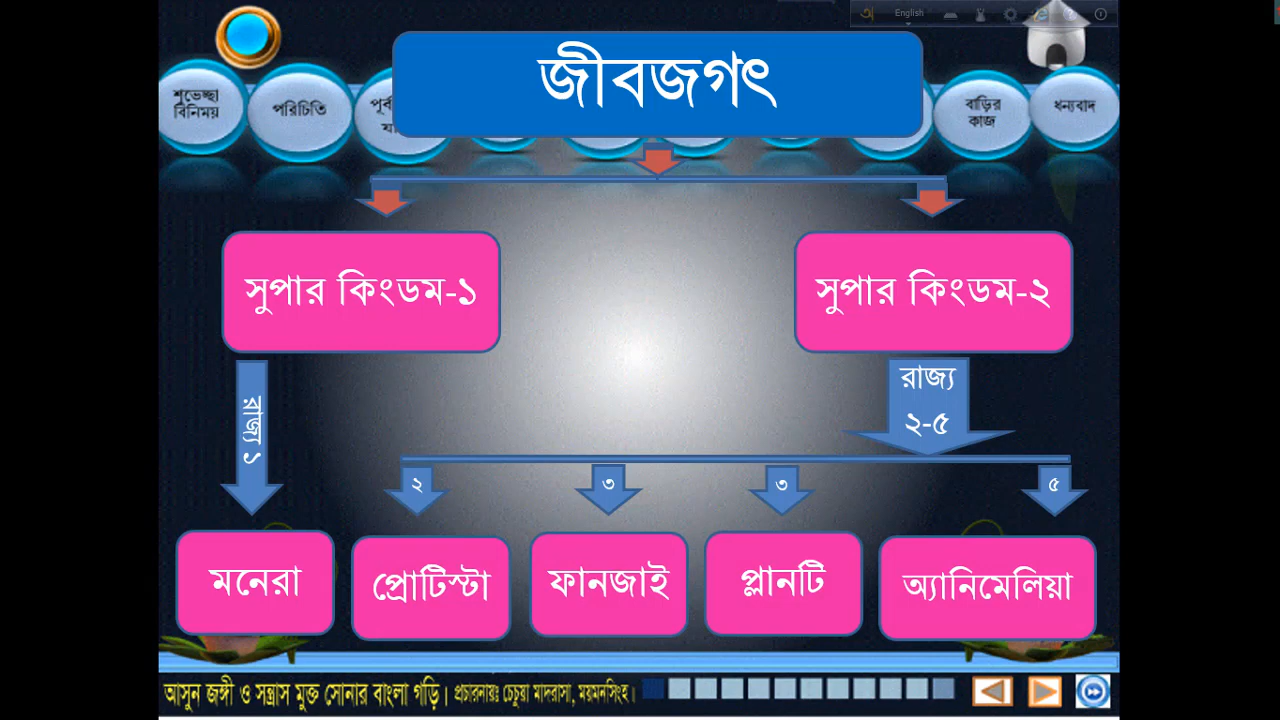 English
জীবজগৎ
শুভেচ্ছা
বিনিময়
পরিচিতি
বাড়ির
কাজ
ধন্যবাদ
সুপার কিংডম-১
সুপার কিংডম-২
রাজ্য ১
রাজ্য
২-৫
২
৩
৩
৫
মনেরা
প্রোটিস্টা
ফানজাই
প্লানটি
অ্যানিমেলিয়া
আসুন জঙ্গী ও সন্ত্রাস মুক্ত সোনার বাংলা গড়ি। প্রচারনায়ঃ চেচুয়া মাদরাসা, ময়মনসিংহ।